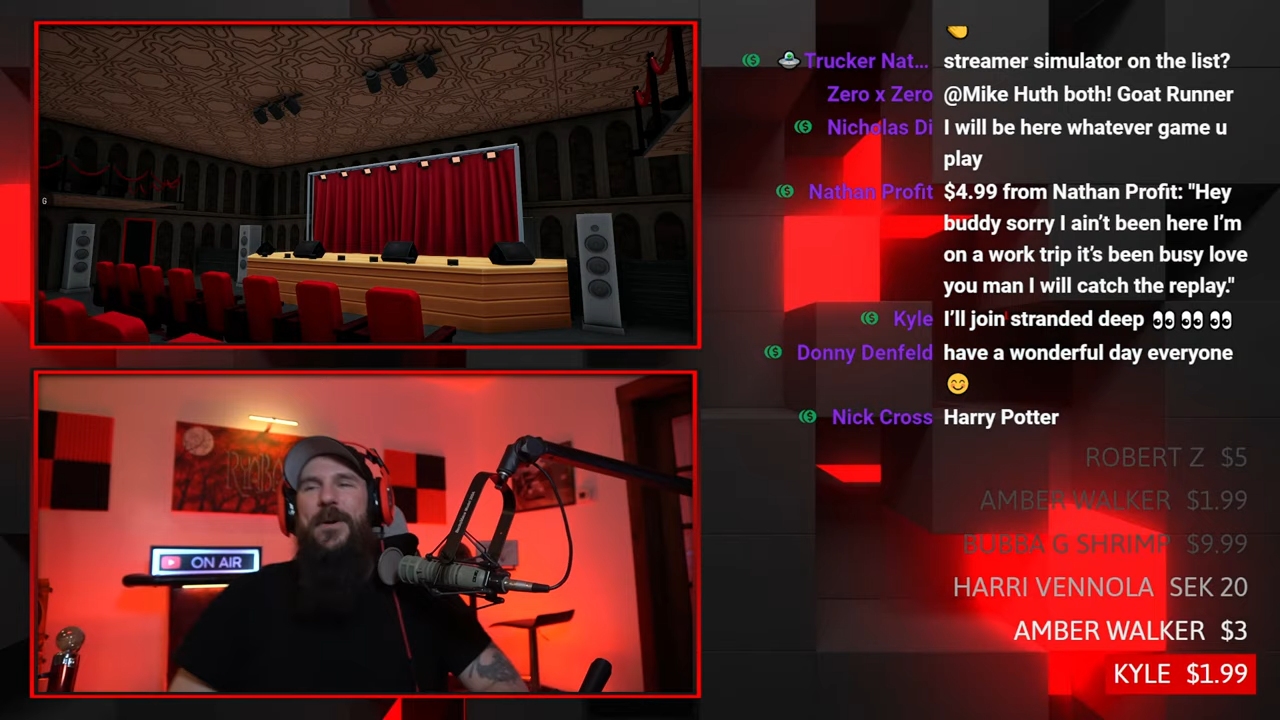 G
ON AIR
Trucker Nat... streamer simulator on the list?
Zero x Zero @Mike Huth both! Goat Runner
Nicholas Di I will be here whatever game u
play
Nathan Profit $4.99 from Nathan Profit: "Hey
buddy sorry I ain't been here I'm
on a work trip it's been busy love
you man I will catch the replay."
Kyle I'll join stranded deep 👀 👀 👀
Donny Denfeld have a wonderful day everyone
😊
Nick Cross Harry Potter
ROBERT Z $5
AMBER WALKER $1.99
BUBBA G SHRIMP $9.99
HARRI VENNOLA SEK 20
AMBER WALKER $3
KYLE $1.99